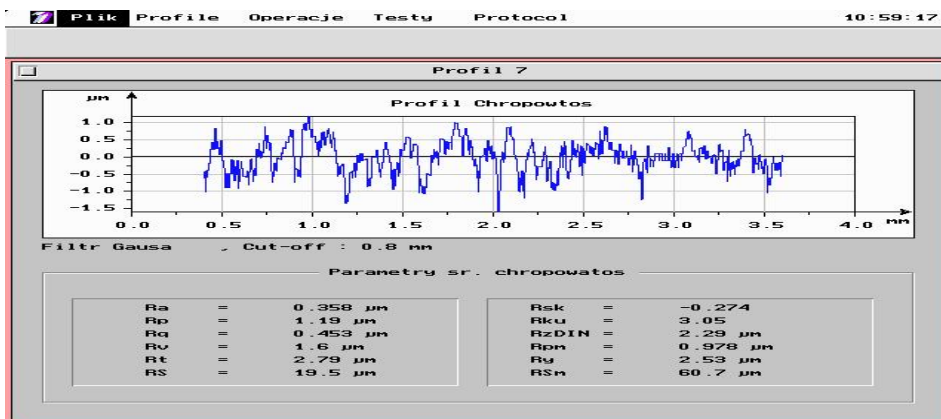 Plik Profile Operacje Testy Protocol 10:59:17
Profil 7
µm
Profil Chropowtos
1.0
0.5
0.0
-0.5
-1.0
-1.5
0.0 0.5 1.0 1.5 2.0 2.5 3.0 3.5 4.0 mm
Filtr Gausa , Cut-off : 0.8 mm
Parametry sr. chropowatos
Ra = 0.358 µm
Rp = 1.19 µm
Rq = 0.453 µm
Rv = 1.6 µm
Rt = 2.79 µm
RS = 19.5 µm
Rsk = -0.274
Rku = 3.05
RzDIN = 2.29 µm
Rpm = 0.978 µm
Ry = 2.53 µm
RSm = 60.7 µm